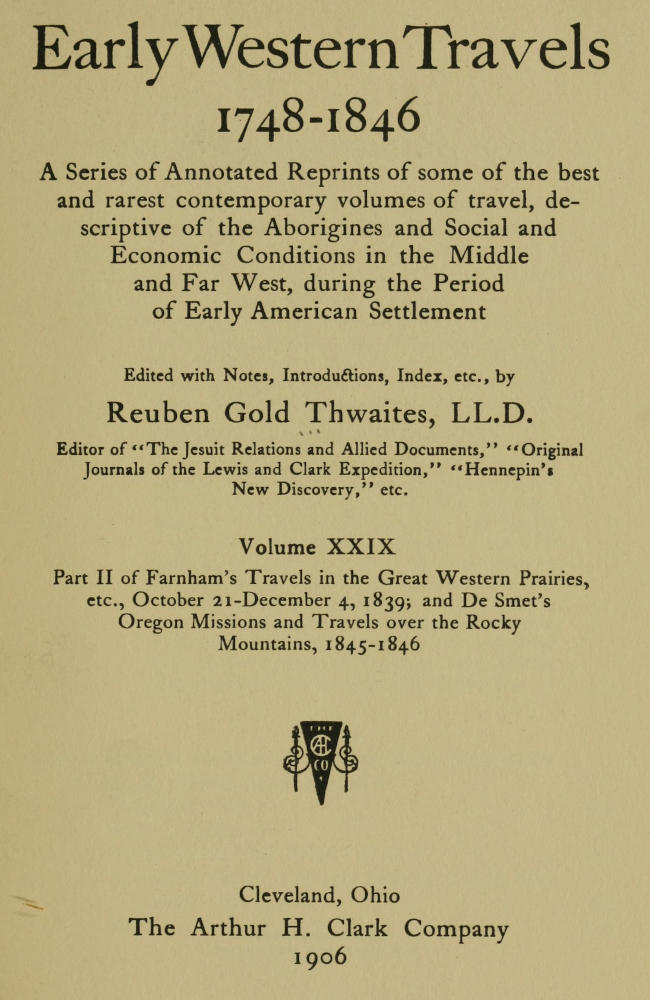 Early Western Travels
1748-1846
A Series of Annotated Reprints of some of the best
and rarest contemporary volumes of travel, de-
scriptive of the Aborigines and Social and
Economic Conditions in the Middle
and Far West, during the Period
of Early American Settlement
Edited with Notes, Introductions, Index, etc., by
Reuben Gold Thwaites, LL.D.
Editor of "The Jesuit Relations and Allied Documents," "Original
Journals of the Lewis and Clark Expedition," "Hennepin's
New Discovery," etc.
Volume XXIX
Part II of Farnham's Travels in the Great Western Prairies,
etc., October 21-December 4, 1839; and De Smet's
Oregon Missions and Travels over the Rocky
Mountains, 1845-1846
THE
AHC
CO
Cleveland, Ohio
The Arthur H. Clark Company
1906